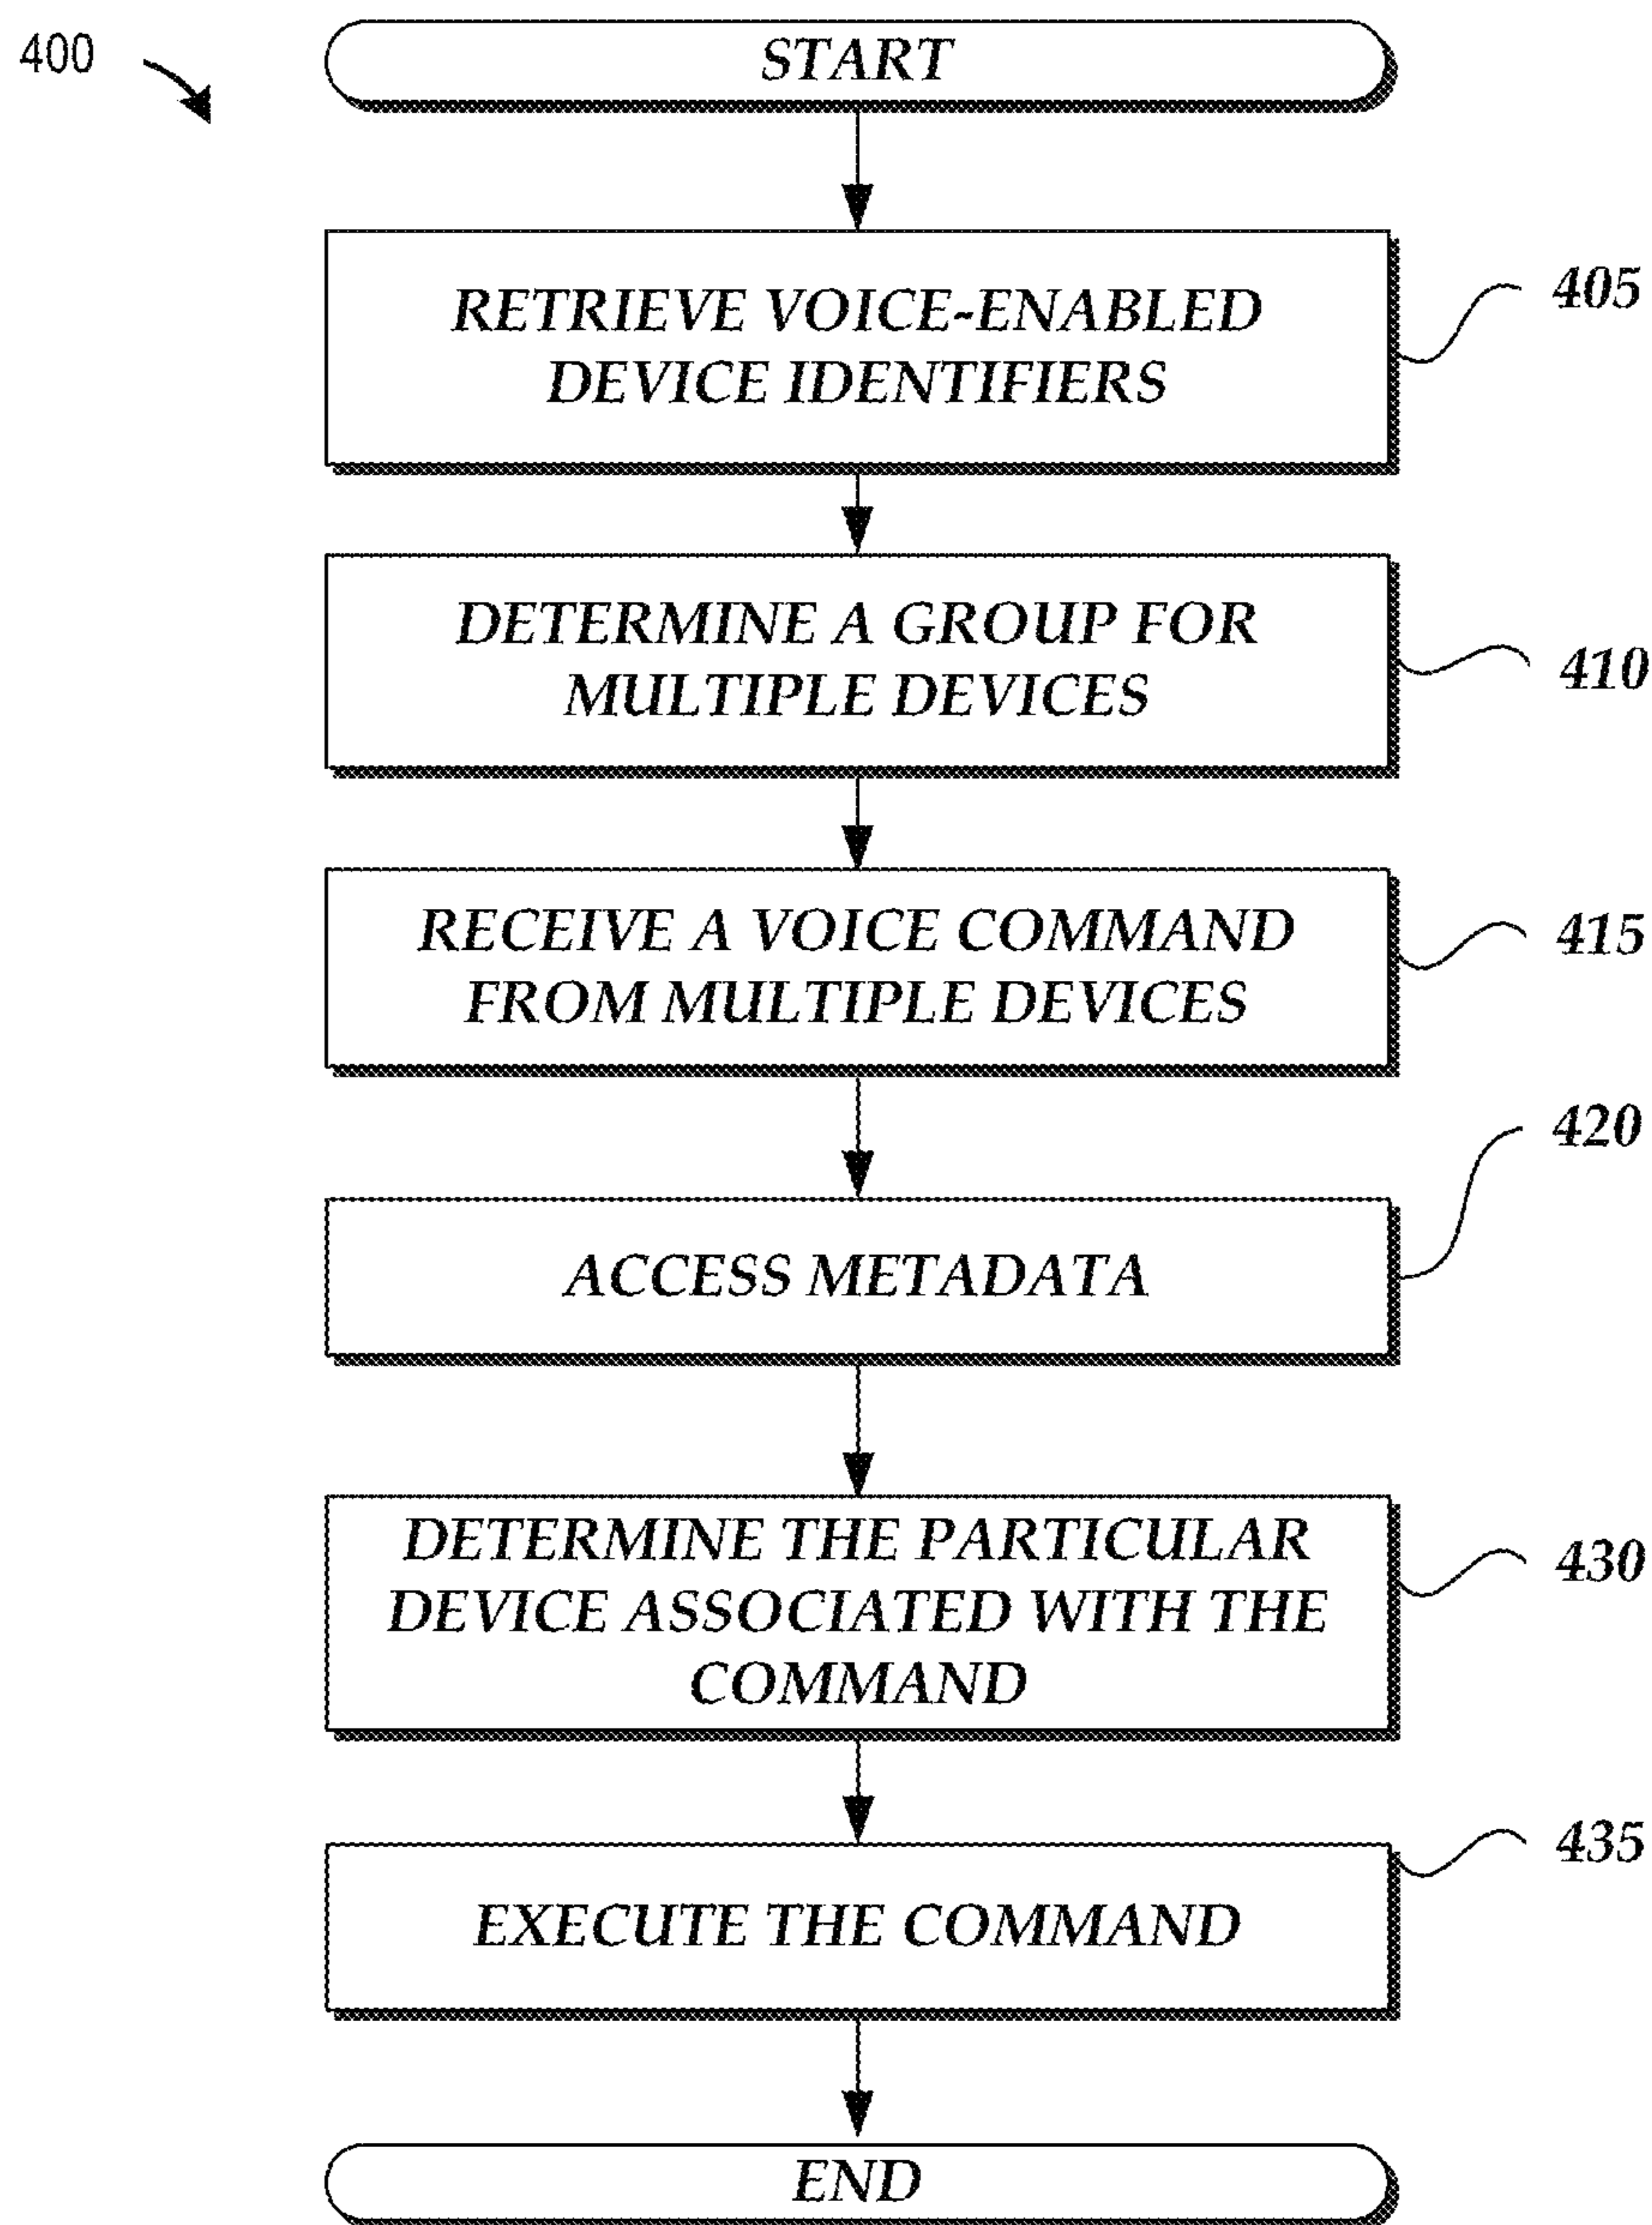 400
START
RETRIEVE VOICE-ENABLED
DEVICE IDENTIFIERS
405
DETERMINE A GROUP FOR
MULTIPLE DEVICES
410
RECEIVE A VOICE COMMAND
FROM MULTIPLE DEVICES
415
420
ACCESS METADATA
DETERMINE THE PARTICULAR
DEVICE ASSOCIATED WITH THE
COMMAND
430
435
EXECUTE THE COMMAND
END